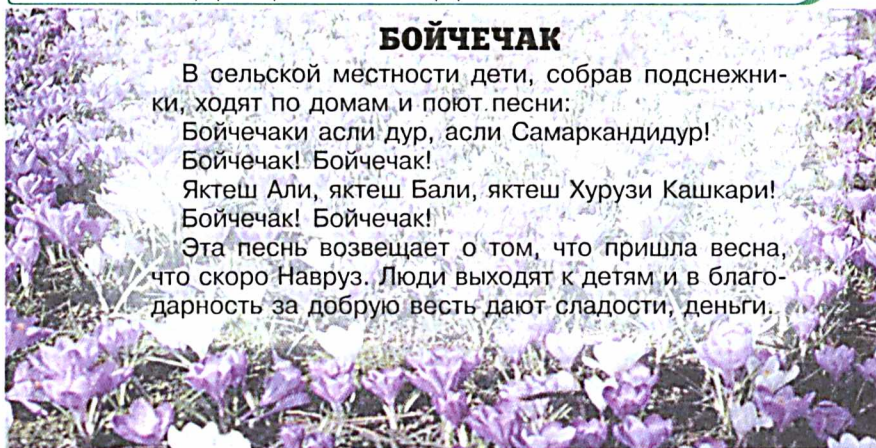 БОЙЧЕЧАК
В сельской местности дети, собрав подснежни-
ки, ходят по домам и поют песни:
Бойчечаки асли дур, асли Самаркандидур!
Бойчечак! Бойчечак!
Яктеш Али, яктеш Бали, яктеш Хурузи Кашкари!
Бойчечак! Бойчечак!
Эта песнь возвещает о том, что пришла весна,
что скоро Навруз. Люди выходят к детям и в благо-
дарность за добрую весть дают сладости, деньги.